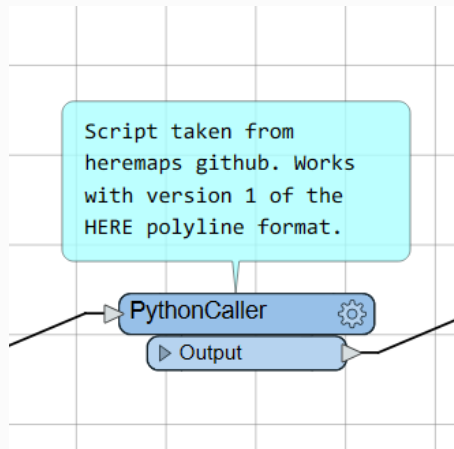 Script taken from
heremaps github. Works
with version 1 of the
HERE polyline format.
PythonCaller
Output